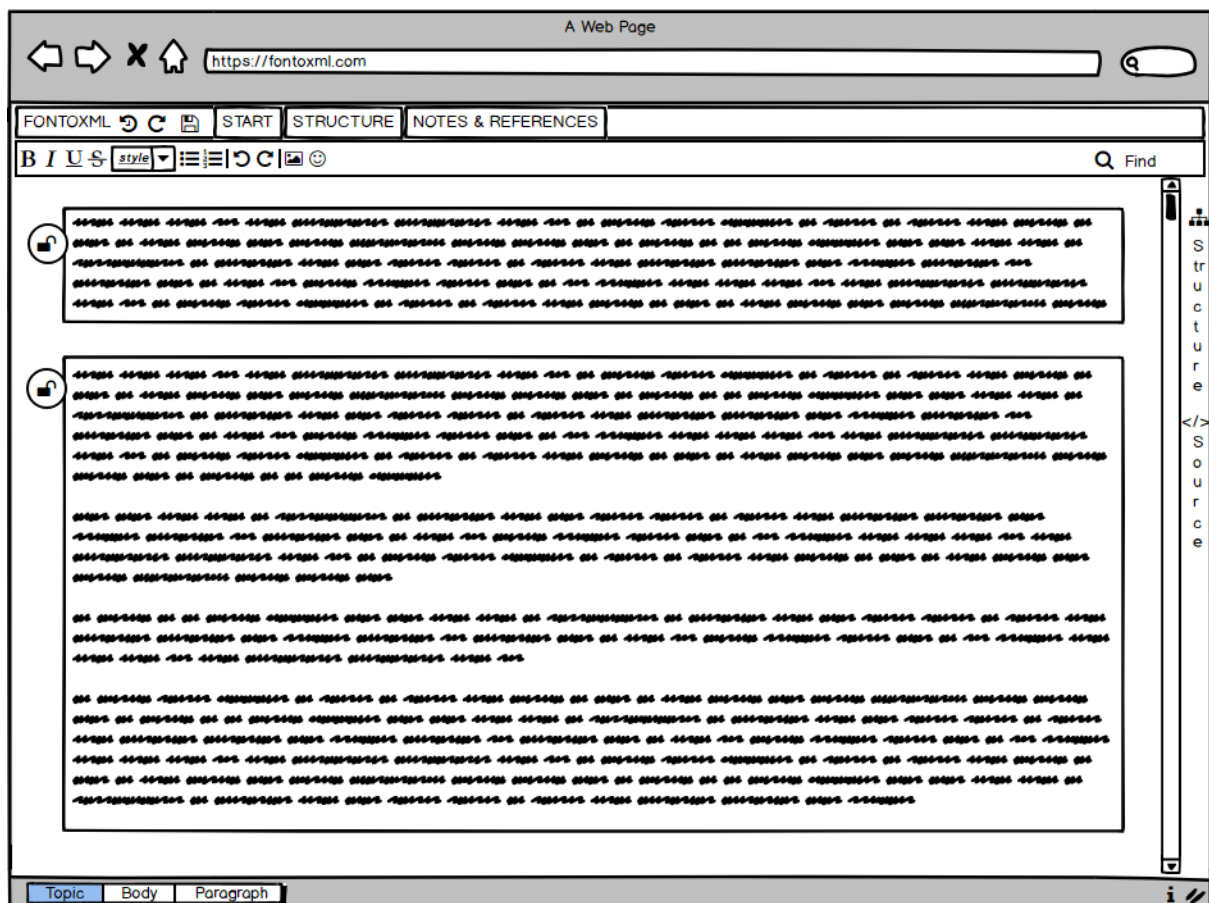 A Web Page
https://fontoxml.com
FONTOXML START STRUCTURE NOTES & REFERENCES
B I U S style Find
Structure
</> Source
Topic Body Paragraph
i